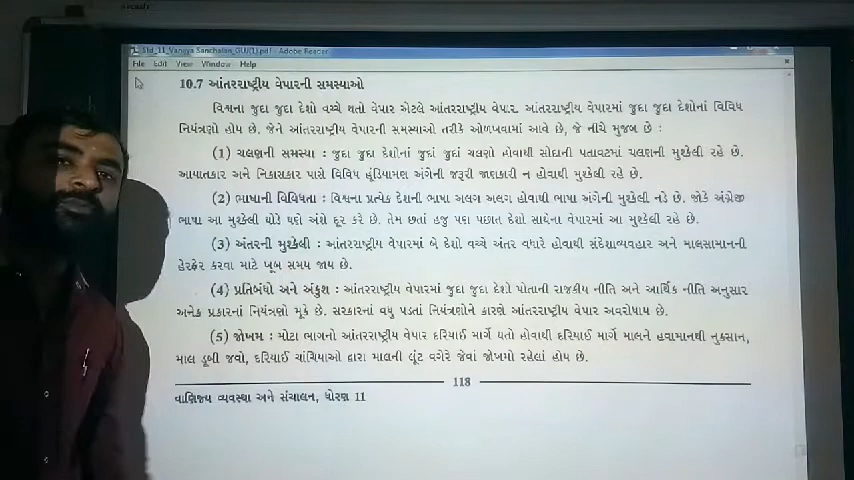 Std_11_Vanijya Sanchalan_GUJ(1).pdf - Adobe Reader
File Edit View Window Help
10.7 આંતરરાષ્ટ્રીય વેપારની સમસ્યાઓ
વિશ્વના જુદા જુદા દેશો વચ્ચે થતો વેપાર એટલે આંતરરાષ્ટ્રીય વેપાર. આંતરરાષ્ટ્રીય વેપારમાં જુદા જુદા દેશોનાં વિવિધ
નિયંત્રણો હોય છે. જેને આંતરરાષ્ટ્રીય વેપારની સમસ્યાઓ તરીકે ઓળખવામાં આવે છે, જે નીચે મુજબ છે :
(1) ચલણની સમસ્યા : જુદા જુદા દેશોનાં જુદાં જુદાં ચલણો હોવાથી સોદાની પતાવટમાં ચલણની મુશ્કેલી રહે છે.
આયાતકાર અને નિકાસકાર પાસે વિવિધ હૂંડિયામણ અંગેની જરૂરી જાણકારી ન હોવાથી મુશ્કેલી રહે છે.
(2) ભાષાની વિવિધતા : વિશ્વના પ્રત્યેક દેશની ભાષા અલગ અલગ હોવાથી ભાષા અંગેની મુશ્કેલી નડે છે. જોકે અંગ્રેજી
ભાષા આ મુશ્કેલી થોડે ઘણે અંશે દૂર કરે છે. તેમ છતાં હજુ પણ પછાત દેશો સાથેના વેપારમાં આ મુશ્કેલી રહે છે.
(3) અંતરની મુશ્કેલી : આંતરરાષ્ટ્રીય વેપારમાં બે દેશો વચ્ચે અંતર વધારે હોવાથી સંદેશાવ્યવહાર અને માલસામાનની
હેરફેર કરવા માટે ખૂબ સમય જાય છે.
(4) પ્રતિબંધો અને અંકુશ : આંતરરાષ્ટ્રીય વેપારમાં જુદા જુદા દેશો પોતાની રાજકીય નીતિ અને આર્થિક નીતિ અનુસાર
અનેક પ્રકારનાં નિયંત્રણો મૂકે છે. સરકારનાં વધુ પડતાં નિયંત્રણોને કારણે આંતરરાષ્ટ્રીય વેપાર અવરોધાય છે.
(5) જોખમ : મોટા ભાગનો આંતરરાષ્ટ્રીય વેપાર દરિયાઈ માર્ગે થતો હોવાથી દરિયાઈ માર્ગે માલને હવામાનથી નુકસાન,
માલ ડૂબી જવો, દરિયાઈ ચાંચિયાઓ દ્વારા માલની લૂંટ વગેરે જેવાં જોખમો રહેલાં હોય છે.
118
વાણિજ્ય વ્યવસ્થા અને સંચાલન, ધોરણ 11